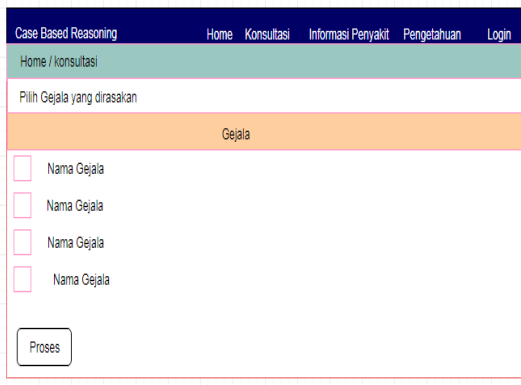 Case Based Reasoning Home Konsultasi Informasi Penyakit Pengetahuan Login
Home / konsultasi
Pilih Gejala yang dirasakan
Gejala
Nama Gejala
Nama Gejala
Nama Gejala
Nama Gejala
Proses